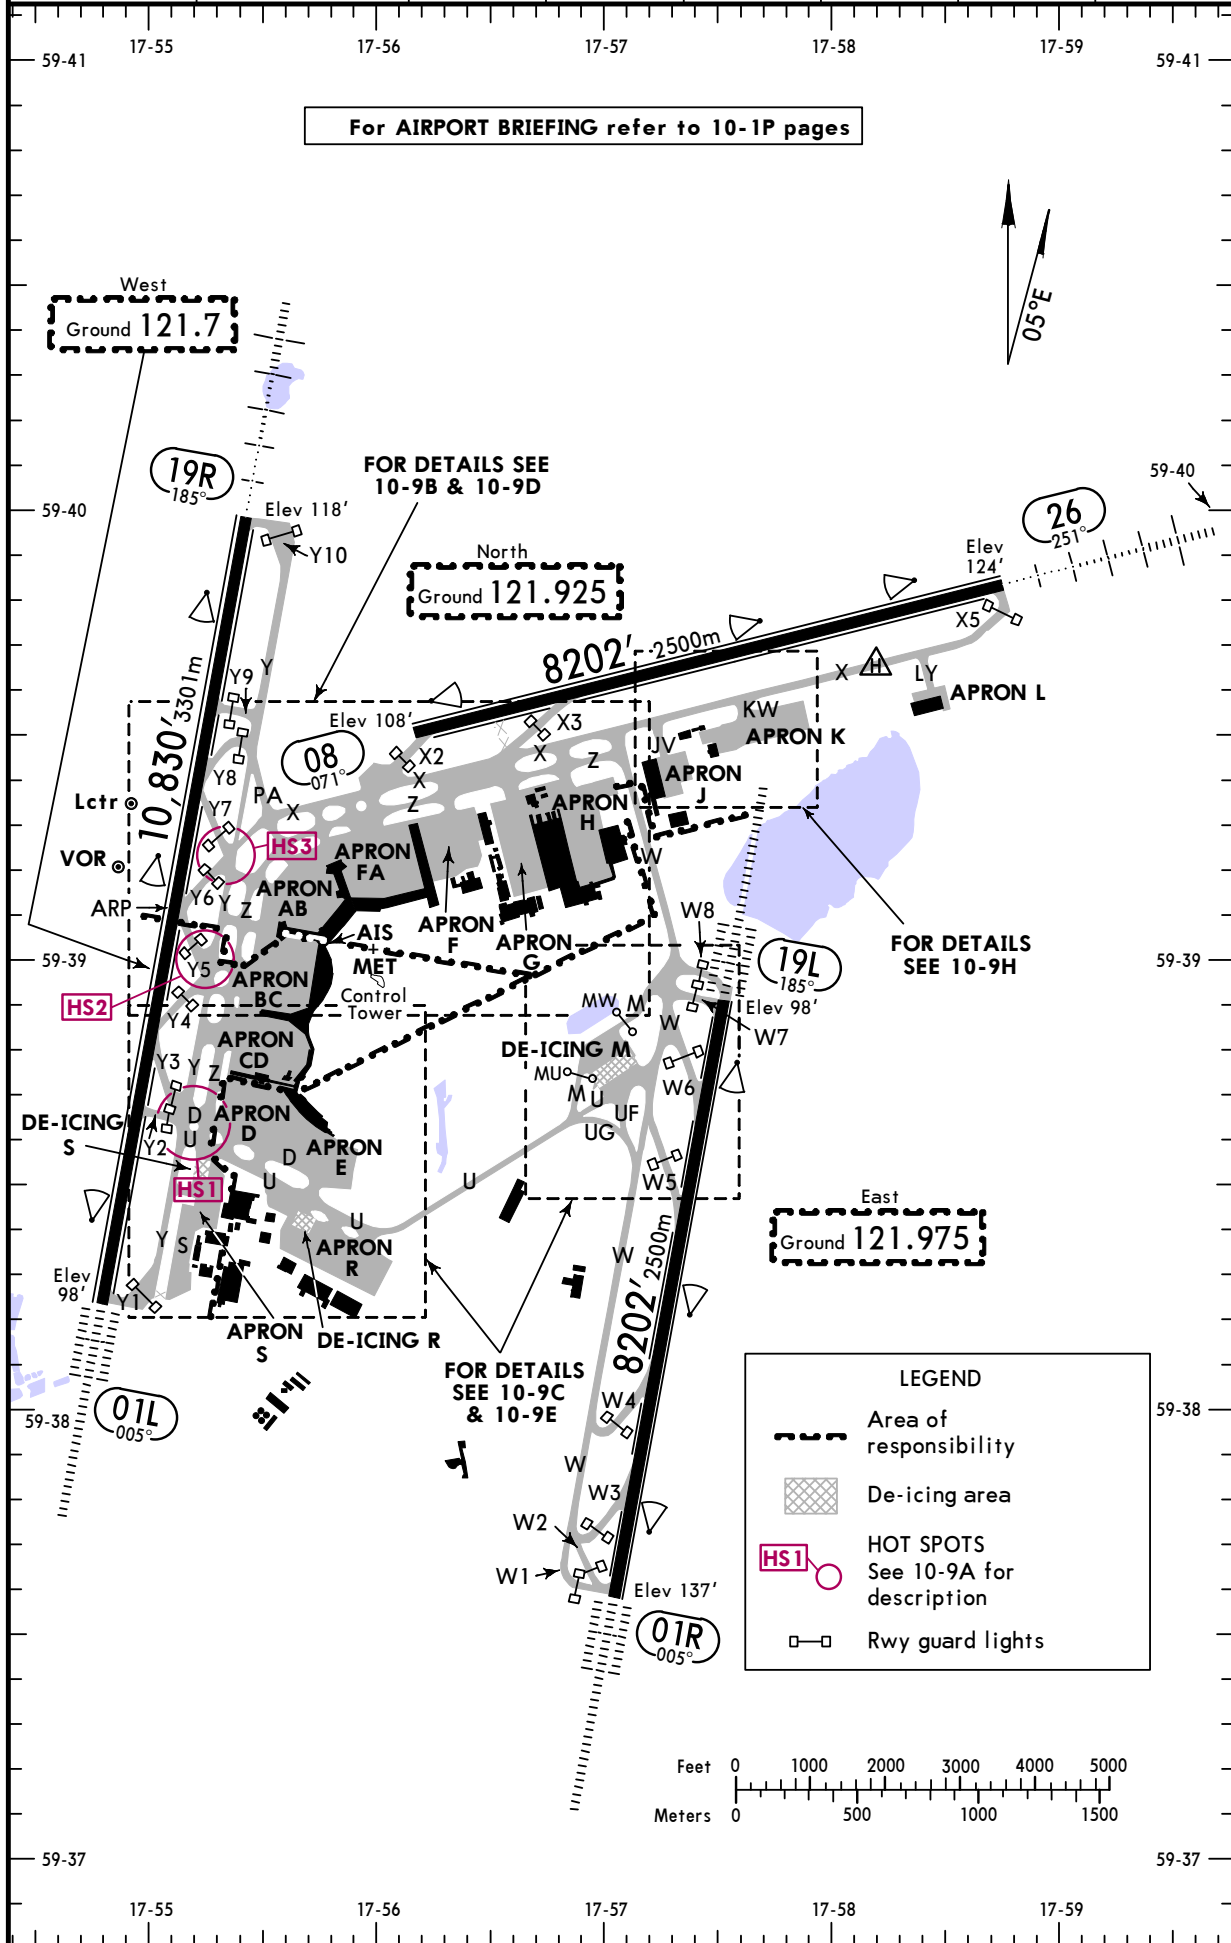 17-55
17-56
17-57
17-58
17-59
59-41
59-41
For AIRPORT BRIEFING refer to 10-1P pages
05°E
West
Ground 121.7
19R
185°
FOR DETAILS SEE
10-9B & 10-9D
59-40
59-40
Elev 118'
Y10
26
251°
North
Ground 121.925
Elev
124'
X5
8202' 2500m
10,830' 3301m
Y
Y9
X
H
LY
APRON L
Elev 108'
X3
KW
APRON K
08
071°
X2
X
X
Z
JV
Y8
PA
X
Z
APRON
J
Lctr
Y7
APRON
H
HS3
APRON
FA
VOR
W
Y6
Y
Z
APRON
AB
ARP
APRON
F
W8
AIS
+
MET
APRON
G
FOR DETAILS
SEE 10-9H
59-39
59-39
Y5
19L
185°
HS2
APRON
BC
Control
Tower
MW
M
Elev 98'
Y4
W
W7
APRON
CD
DE-ICING M
Y3
Y
Z
MU
W6
M
U
DE-ICING
S
D
U
APRON
D
UF
UG
Y2
D
APRON
E
U
U
W5
HS1
East
Ground 121.975
U
Y
S
APRON
R
W
Elev
98'
Y1
APRON
S
DE-ICING R
8202' 2500m
FOR DETAILS
SEE 10-9C
& 10-9E
LEGEND
01L
005°
59-38
59-38
W4
Area of
responsibility
W
W3
De-icing area
W2
HS1
HOT SPOTS
See 10-9A for
description
W1
Elev 137'
01R
005°
Rwy guard lights
Feet 0 1000 2000 3000 4000 5000
Meters 0 500 1000 1500
59-37
59-37
17-55
17-56
17-57
17-58
17-59